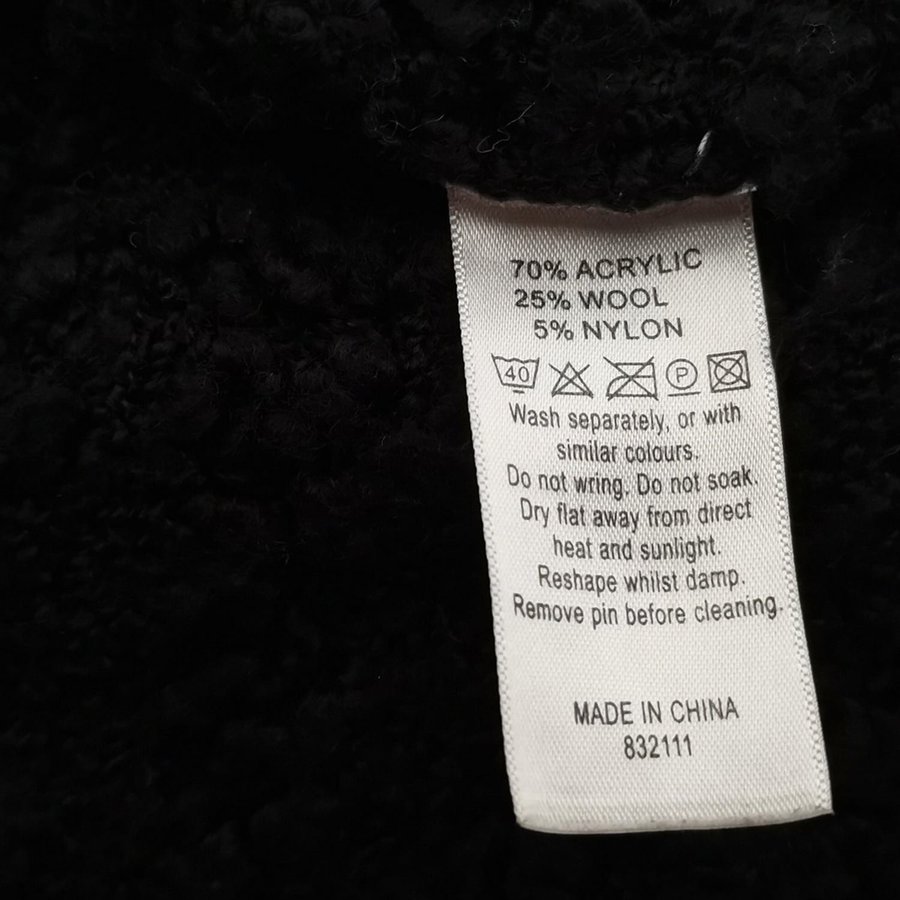 70% ACRYLIC
25% WOOL
5% NYLON
40 P
Wash separately, or with
similar colours.
Do not wring. Do not soak.
Dry flat away from direct
heat and sunlight.
Reshape whilst damp.
Remove pin before cleaning.
MADE IN CHINA
832111